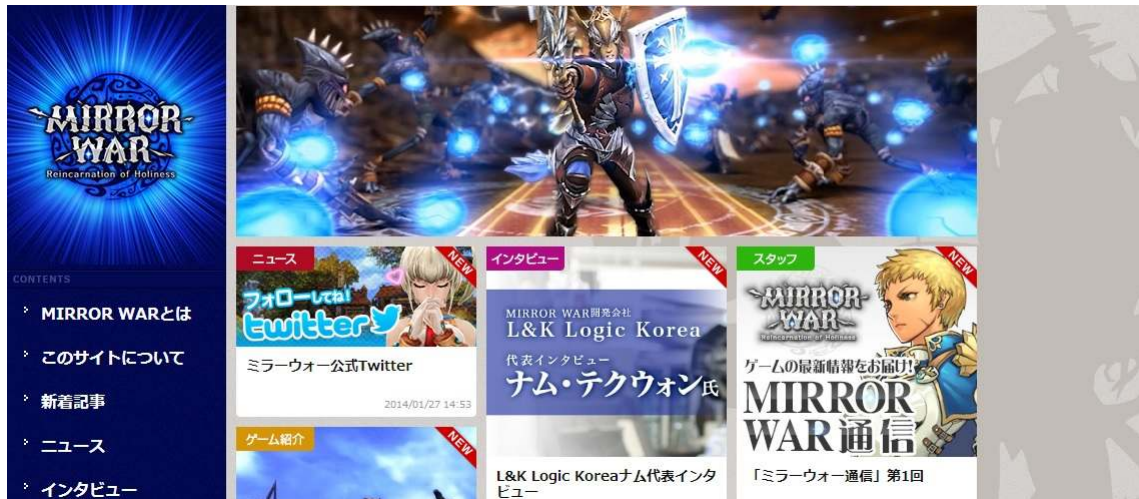 MIRROR
WAR
Reincarnation of Holiness
CONTENTS
MIRROR WARとは
このサイトについて
新着記事
ニュース
インタビュー
ニュース
NEW
フォローしてね!
twitter
ミラーウォー公式Twitter
2014/01/27 14:53
ゲーム紹介
NEW
インタビュー
NEW
MIRROR WAR開発会社
L&K Logic Korea
代表インタビュー
ナム・テクウォン氏
L&K Logic Koreaナム代表インタ
ビュー
スタッフ
NEW
MIRROR
WAR
Reincarnation of Holiness
ゲームの最新情報をお届け!
MIRROR
WAR通信
「ミラーウォー通信」第1回